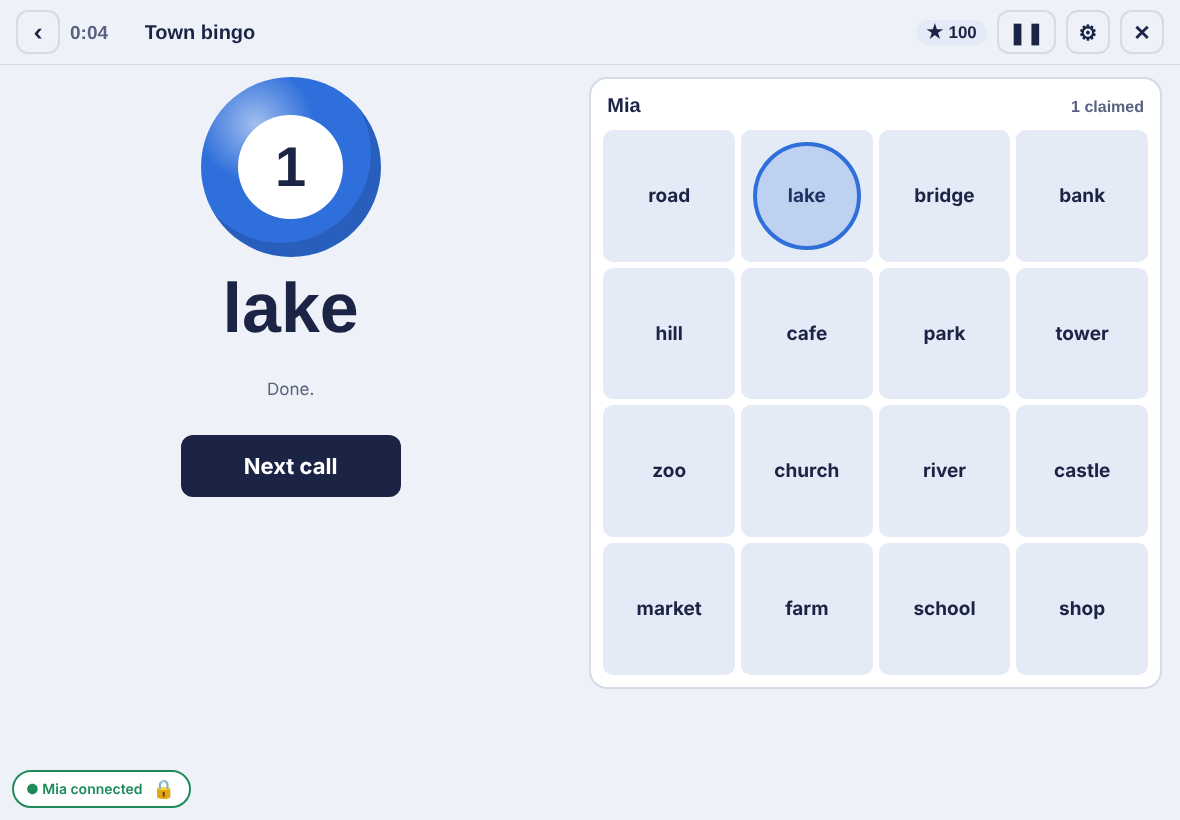 0:04 Town bingo ★ 100
1
lake
Done.
Next call
Mia 1 claimed
road lake bridge bank
hill cafe park tower
zoo church river castle
market farm school shop
Mia connected